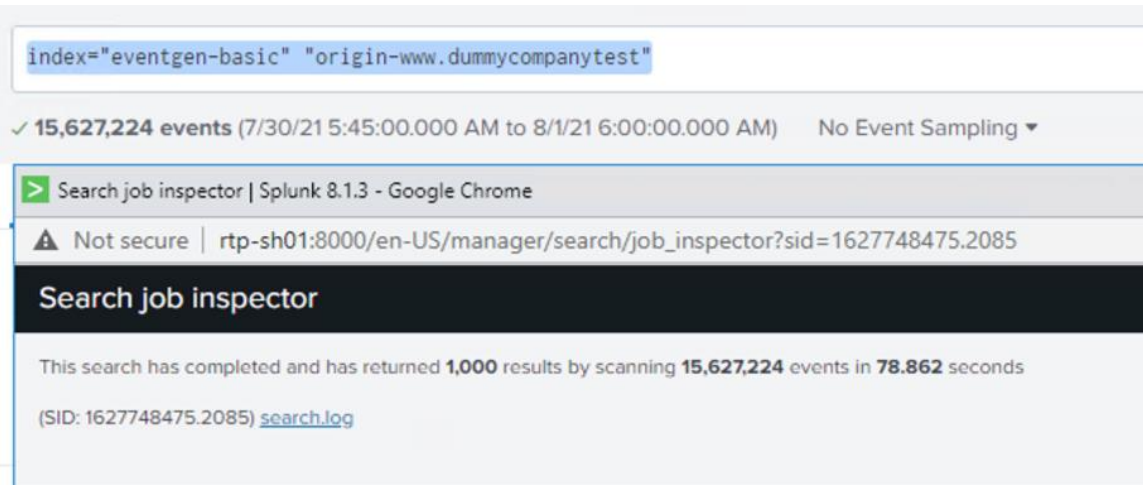 index="eventgen-basic" "origin-www.dummycompanytest"
✓ 15,627,224 events (7/30/21 5:45:00.000 AM to 8/1/21 6:00:00.000 AM) No Event Sampling ▾
Search job inspector | Splunk 8.1.3 - Google Chrome
Not secure | rtp-sh01:8000/en-US/manager/search/job_inspector?sid=1627748475.2085
Search job inspector
This search has completed and has returned 1,000 results by scanning 15,627,224 events in 78.862 seconds
(SID: 1627748475.2085) search.log